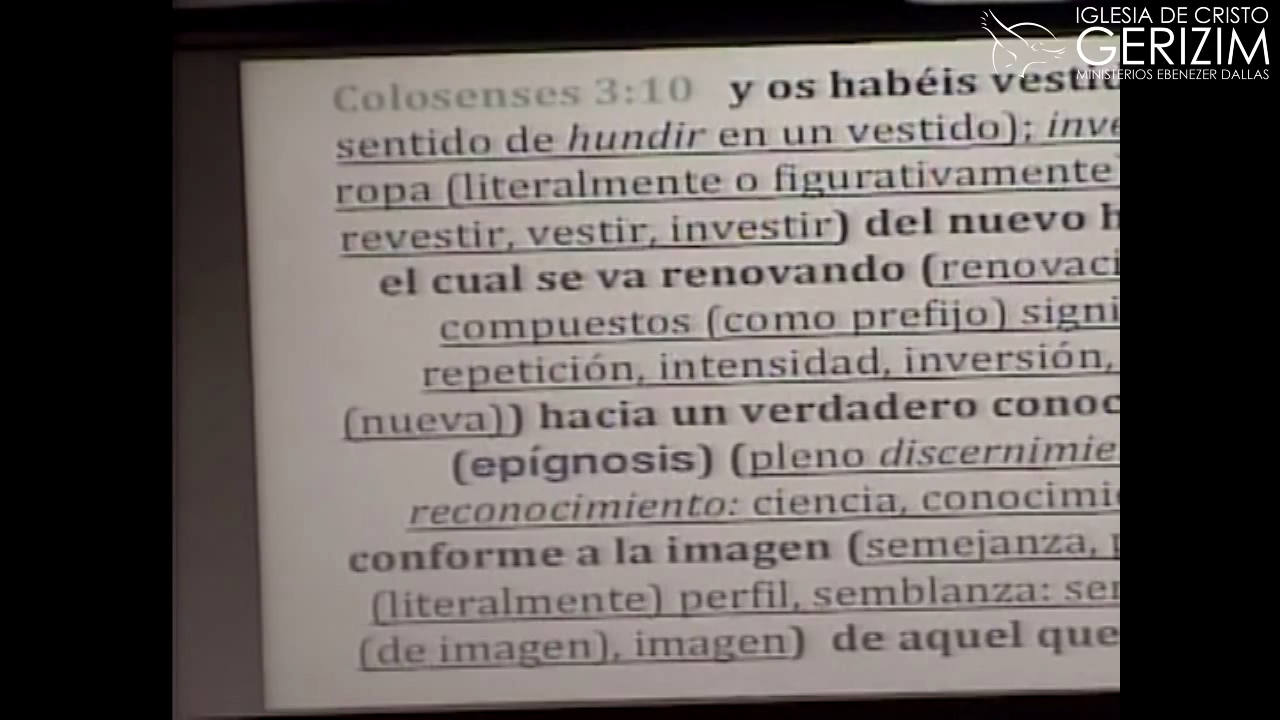 IGLESIA DE CRISTO
GERIZIM
MINISTERIOS EBENEZER DALLAS
Colosenses 3:10 y os habéis
sentido de hundir en un vestido);
ropa (literalmente o figurativamente
revestir, vestir, investir) del nuevo
el cual se va renovando
compuestos (como prefijo)
repetición, intensidad, inversión,
(nueva)) hacia un verdadero
(epígnosis) (pleno
reconocimiento: ciencia,
conforme a la imagen (semejanza,
(literalmente) perfil, semblanza:
(de imagen), imagen) de aquel que